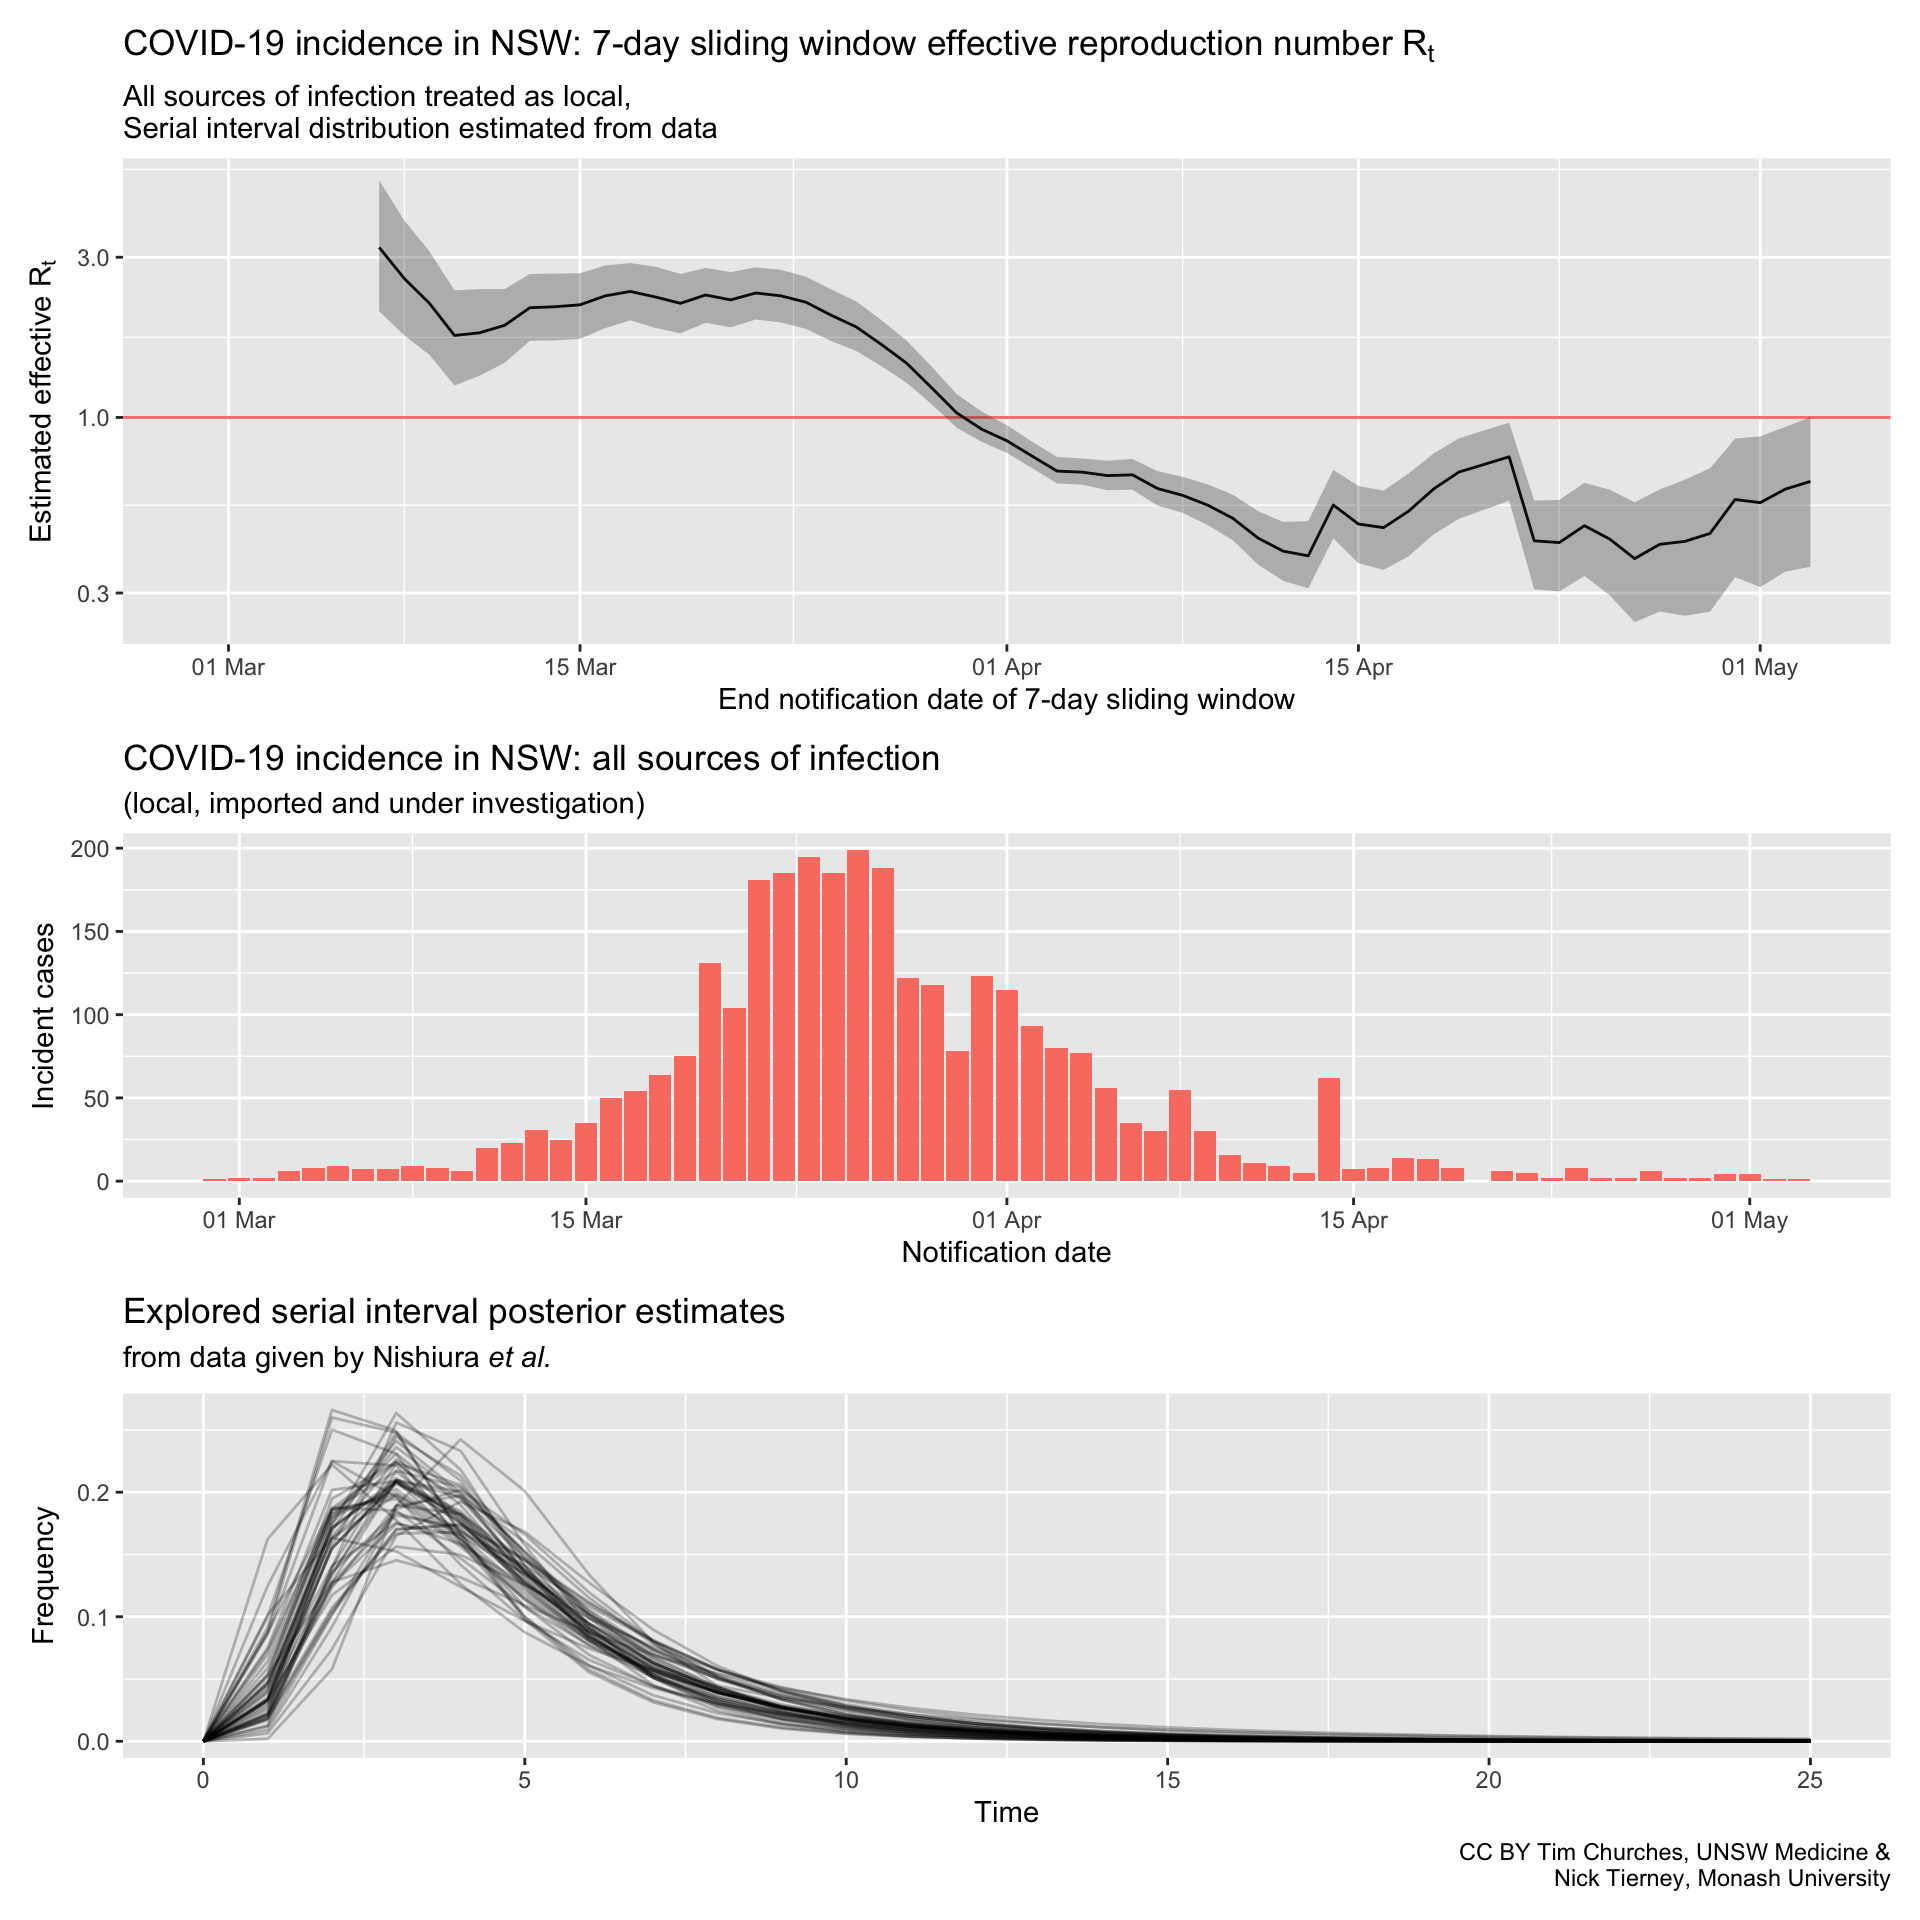 COVID-19 incidence in NSW: 7-day sliding window effective reproduction number Rt
All sources of infection treated as local,
Serial interval distribution estimated from data
Estimated effective Rt
3.0
1.0
0.3
01 Mar 15 Mar 01 Apr 15 Apr 01 May
End notification date of 7-day sliding window
COVID-19 incidence in NSW: all sources of infection
(local, imported and under investigation)
Incident cases
200
150
100
50
0
01 Mar 15 Mar 01 Apr 15 Apr 01 May
Notification date
Explored serial interval posterior estimates
from data given by Nishiura et al.
Frequency
0.2
0.1
0.0
0 5 10 15 20 25
Time
CC BY Tim Churches, UNSW Medicine &
Nick Tierney, Monash University